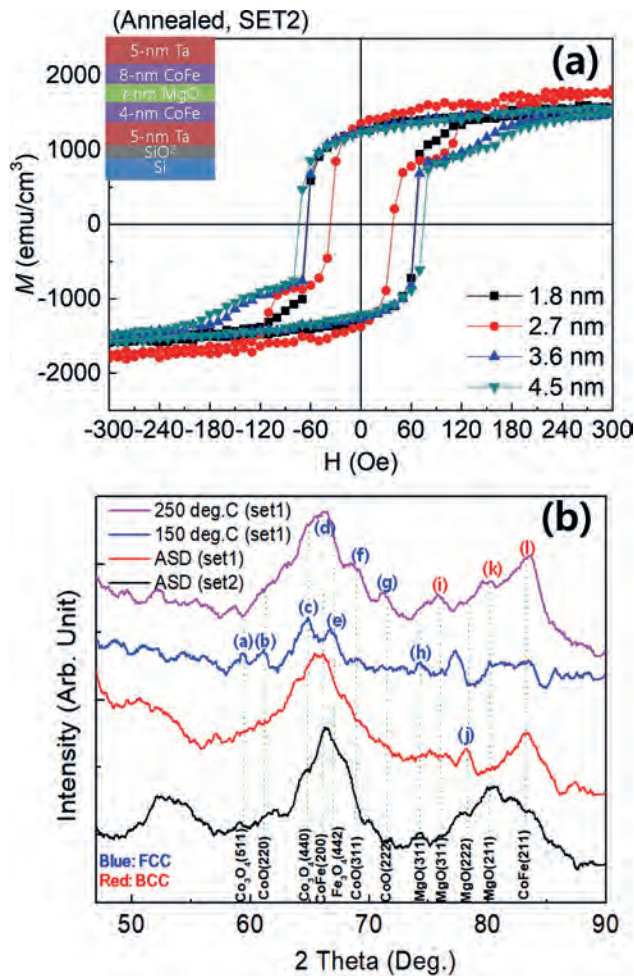 (Annealed, SET2)
(a)
5-nm Ta
8-nm CoFe
t-nm MgO
4-nm CoFe
5-nm Ta
SiO²
Si
2000
1000
0
-1000
-2000
M (emu/cm³)
1.8 nm
2.7 nm
3.6 nm
4.5 nm
-300 -240 -180 -120 -60 0 60 120 180 240 300
H (Oe)
(b)
250 deg.C (set1)
150 deg.C (set1)
ASD (set1)
ASD (set2)
(a) (b) (c) (d) (e) (f) (g) (h) (i) (j) (k) (l)
Intensity (Arb. Unit)
Blue: FCC
Red: BCC
Co₃O₄(511)
CoO(220)
Co₃O₄(440)
CoFe(200)
Fe₃O₄(442)
CoO(311)
CoO(222)
MgO(311)
MgO(311)
MgO(222)
MgO(211)
CoFe(211)
50 60 70 80 90
2 Theta (Deg.)